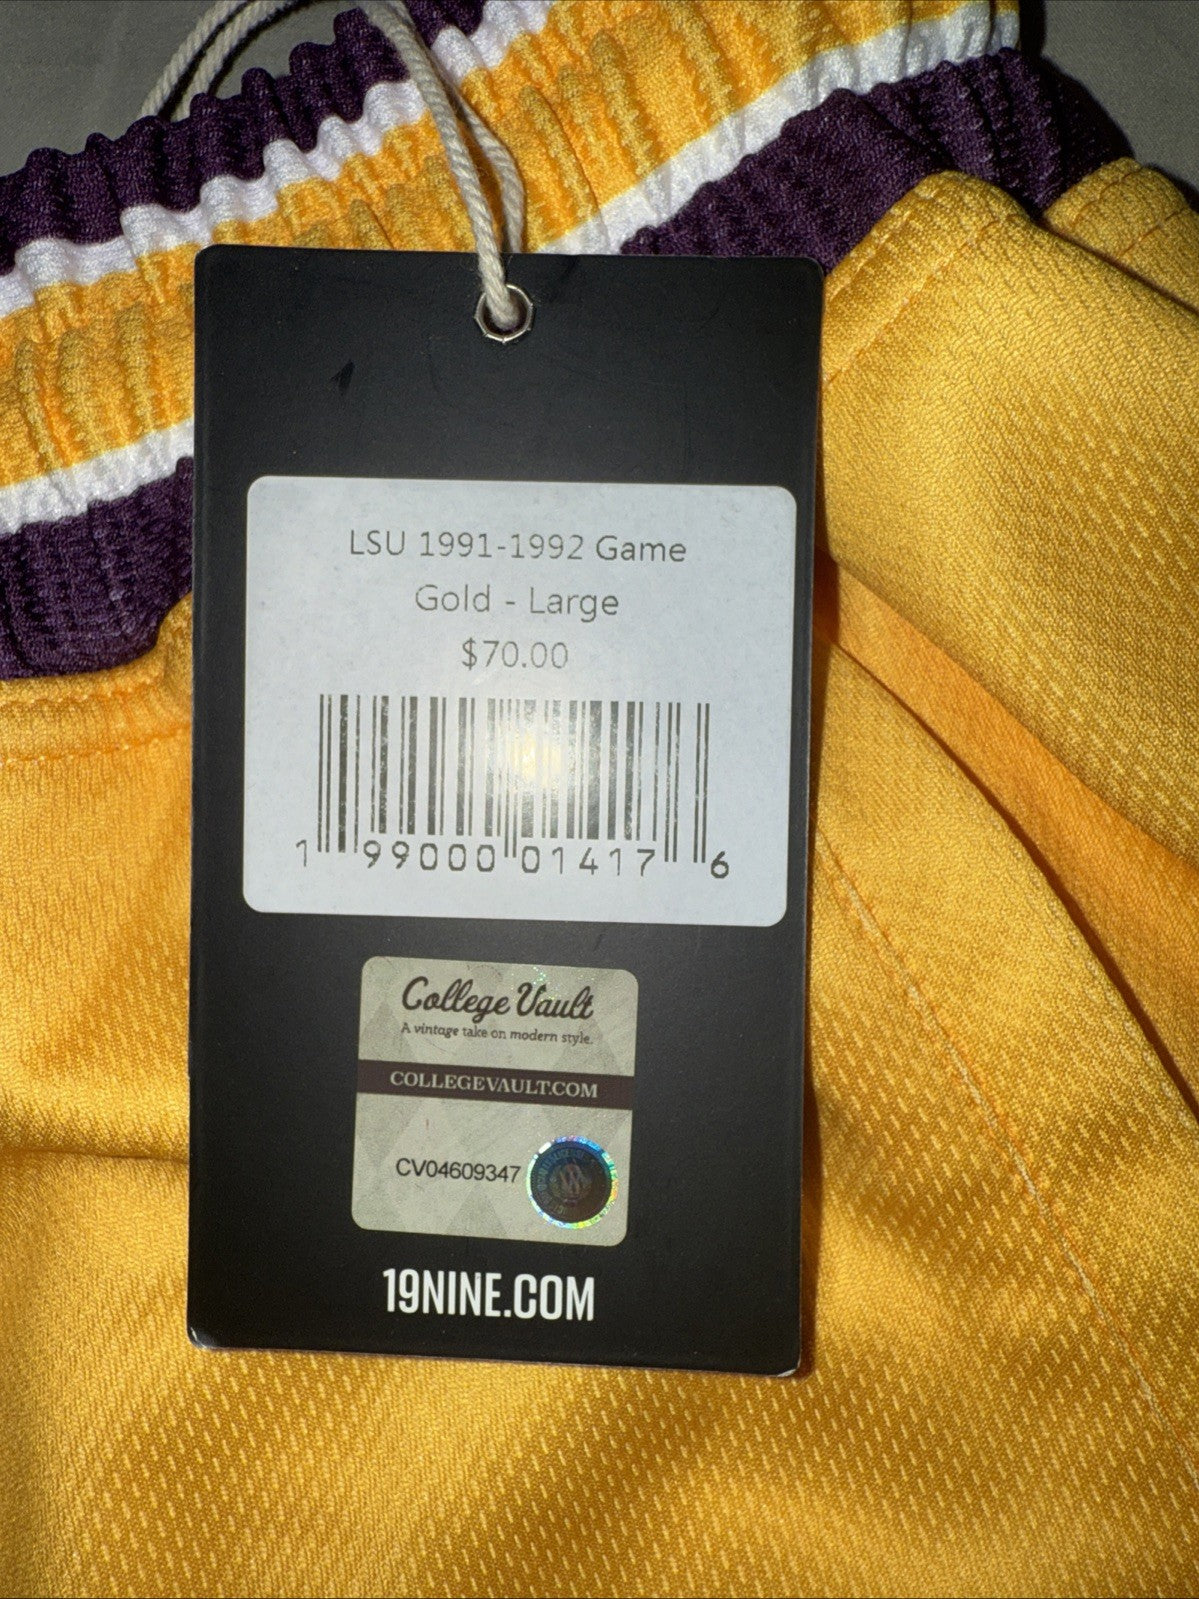 LSU 1991-1992 Game
Gold - Large
$70.00
1 99000 01417 6
College Vault
A vintage take on modern style.
COLLEGEVAULT.COM
CV04609347
19NINE.COM